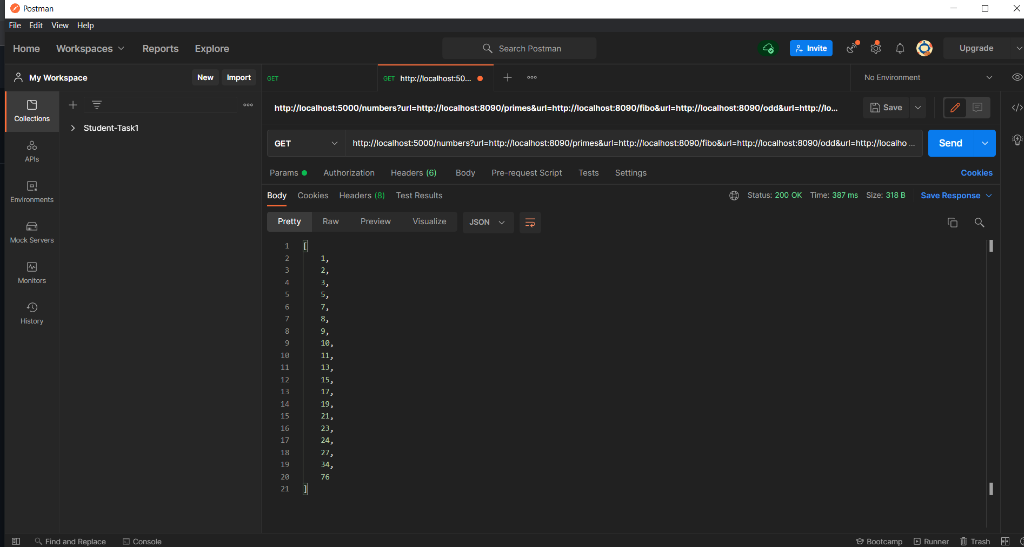 Postman
File Edit View Help
Home Workspaces Reports Explore Search Postman Invite Upgrade
My Workspace New Import GET GET http://localhost:50... No Environment
Collections
Student-Task1
http://localhost:5000/numbers?url=http://localhost:8090/primes&url=http://localhost:8090/fibo&url=http://localhost:8090/odd&url=http://lo... Save
GET http://localhost:5000/numbers?url=http://localhost:8090/primes&url=http://localhost:8090/fibo&url=http://localhost:8090/odd&url=http://localho ... Send
APIs
Params Authorization Headers (6) Body Pre-request Script Tests Settings Cookies
Environments
Body Cookies Headers (8) Test Results Status: 200 OK Time: 387 ms Size: 318 B Save Response
Pretty Raw Preview Visualize JSON
Mock Servers
Monitors
History
1 [
2 1,
3 2,
4 3,
5 5,
6 7,
7 8,
8 9,
9 10,
10 11,
11 13,
12 15,
13 17,
14 19,
15 21,
16 23,
17 24,
18 27,
19 34,
20 76
21 ]
Find and Replace Console Bootcamp Runner Trash